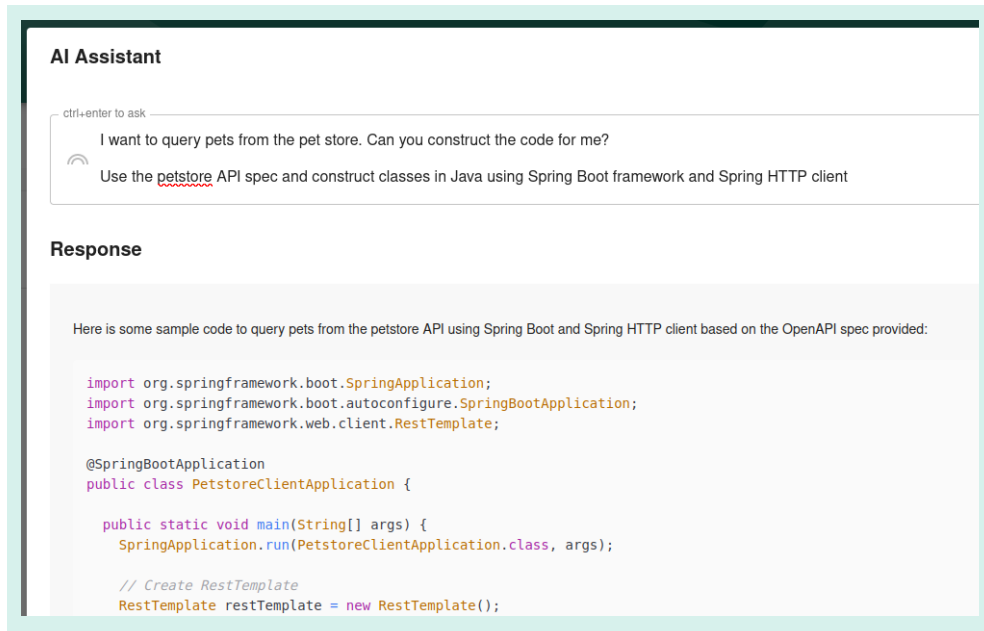 AI Assistant
ctrl+enter to ask
I want to query pets from the pet store. Can you construct the code for me?
Use the petstore API spec and construct classes in Java using Spring Boot framework and Spring HTTP client
Response
Here is some sample code to query pets from the petstore API using Spring Boot and Spring HTTP client based on the OpenAPI spec provided:
import org.springframework.boot.SpringApplication;
import org.springframework.boot.autoconfigure.SpringBootApplication;
import org.springframework.web.client.RestTemplate;
@SpringBootApplication
public class PetstoreClientApplication {
public static void main(String[] args) {
SpringApplication.run(PetstoreClientApplication.class, args);
// Create RestTemplate
RestTemplate restTemplate = new RestTemplate();